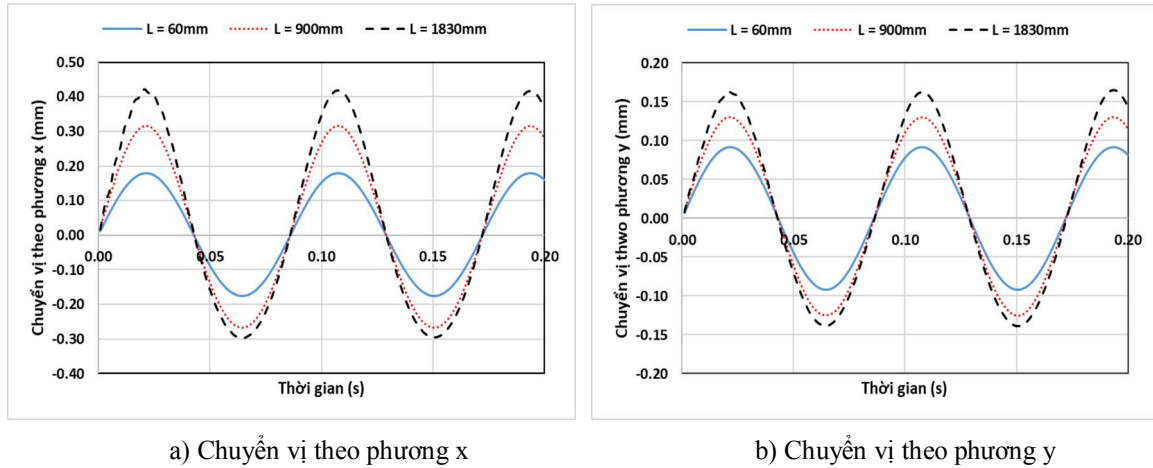 L = 60mm L = 900mm L = 1830mm
Chuyển vị theo phương x (mm)
0.50
0.40
0.30
0.20
0.10
0.00
-0.10
-0.20
-0.30
-0.40
0.00 0.05 0.10 0.15 0.20
Thời gian (s)
a) Chuyển vị theo phương x
L = 60mm L = 900mm L = 1830mm
Chuyển vị thwo phương y (mm)
0.20
0.15
0.10
0.05
0.00
-0.05
-0.10
-0.15
-0.20
0.00 0.05 0.10 0.15 0.20
Thời gian (s)
b) Chuyển vị theo phương y